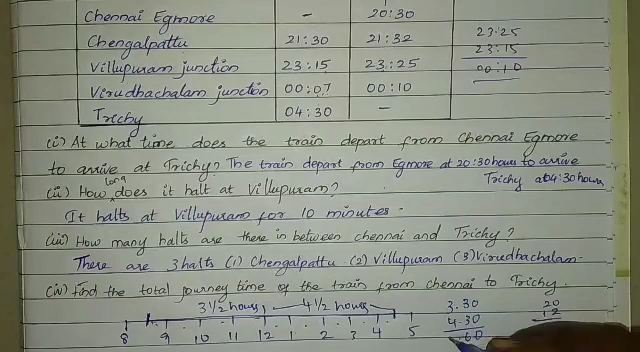 Chennai Egmore - 20:30
Chengalpattu 21:30 21:32 23:25
Villupuram junction 23:15 23:25 23:15
Virudhachalam junction 00:07 00:10 00:10
Trichy 04:30 -
(i) At what time does the train depart from Chennai Egmore
to arrive at Trichy? The train depart from Egmore at 20:30 hours to arrive
Trichy at 4:30 hours,
(ii) How long does it halt at Villupuram?
It halts at Villupuram for 10 minutes.
(iii) How many halts are there in between chennai and Trichy?
There are 3 halts (1) Chengalpattu (2) Villupuram (3) Virudhachalam.
(iv) Find the total journey time of the train from chennai to Trichy.
3 1/2 hours, 4 1/2 hours
8 9 10 11 12 1 2 3 4 5
3.30 20
4.30 12
60